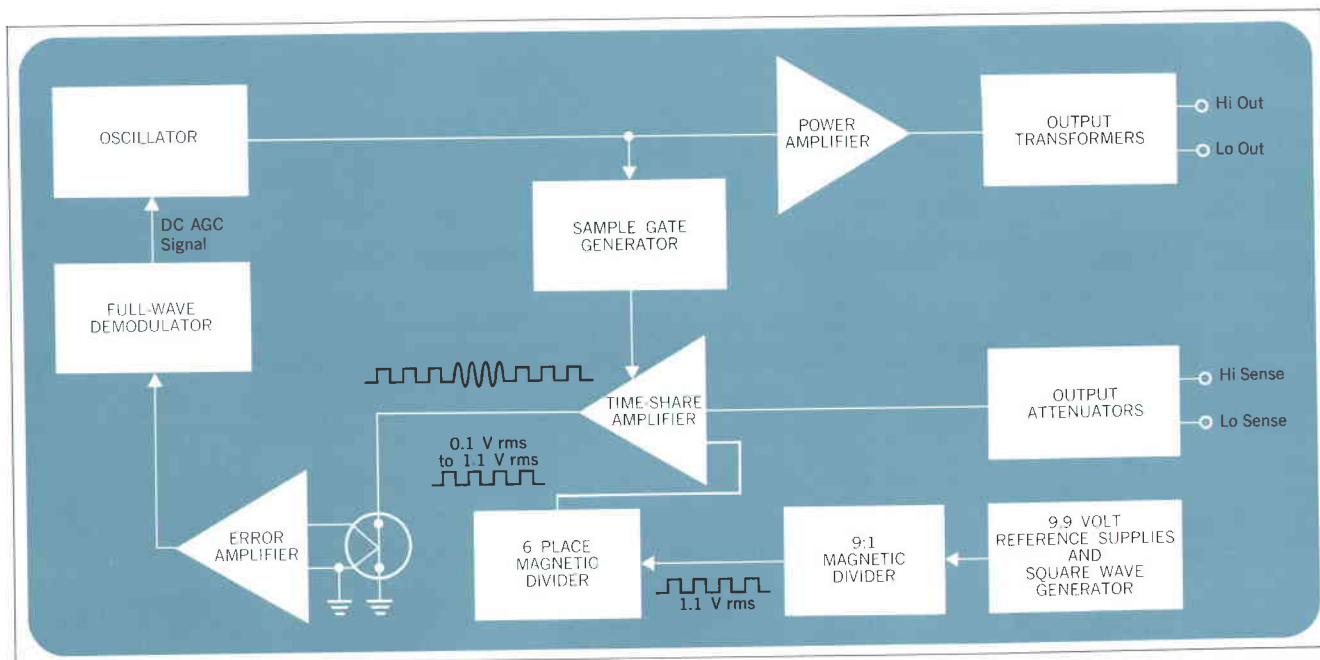 OSCILLATOR
POWER
AMPLIFIER
OUTPUT
TRANSFORMERS
Hi Out
Lo Out
DC AGC
Signal
SAMPLE GATE
GENERATOR
FULL-WAVE
DEMODULATOR
TIME-SHARE
AMPLIFIER
OUTPUT
ATTENUATORS
Hi Sense
Lo Sense
0.1 V rms
to 1.1 V rms
ERROR
AMPLIFIER
6 PLACE
MAGNETIC
DIVIDER
1.1 V rms
9:1
MAGNETIC
DIVIDER
9.9 VOLT
REFERENCE SUPPLIES
AND
SQUARE WAVE
GENERATOR